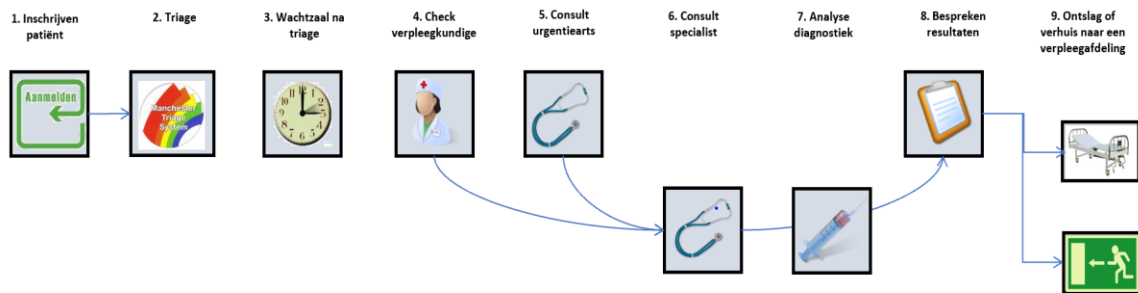 1. Inschrijven
patiënt
2. Triage
3. Wachtzaal na
triage
4. Check
verpleegkundige
5. Consult
urgentiearts
6. Consult
specialist
7. Analyse
diagnostiek
8. Bespreken
resultaten
9. Ontslag of
verhuis naar een
verpleegafdeling
Aanmelden
Manchester
Triage
System